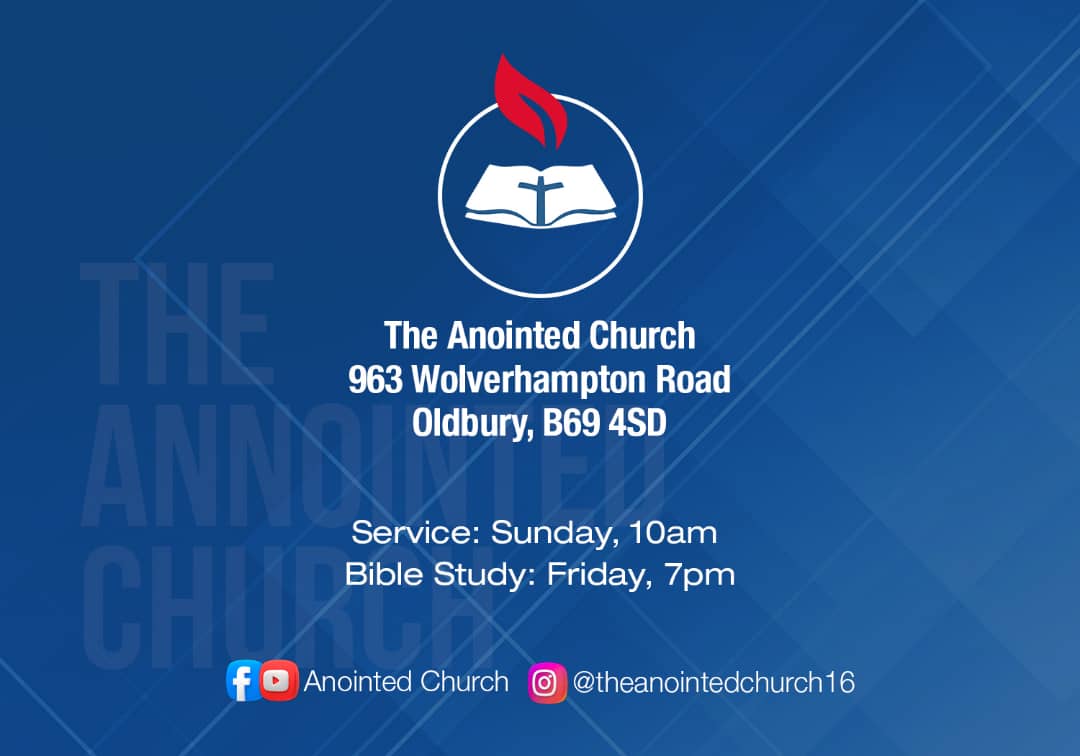 The Anointed Church
963 Wolverhampton Road
Oldbury, B69 4SD
THE
ANNOINTED
CHURCH
Service: Sunday, 10am
Bible Study: Friday, 7pm
Anointed Church @theanointedchurch16